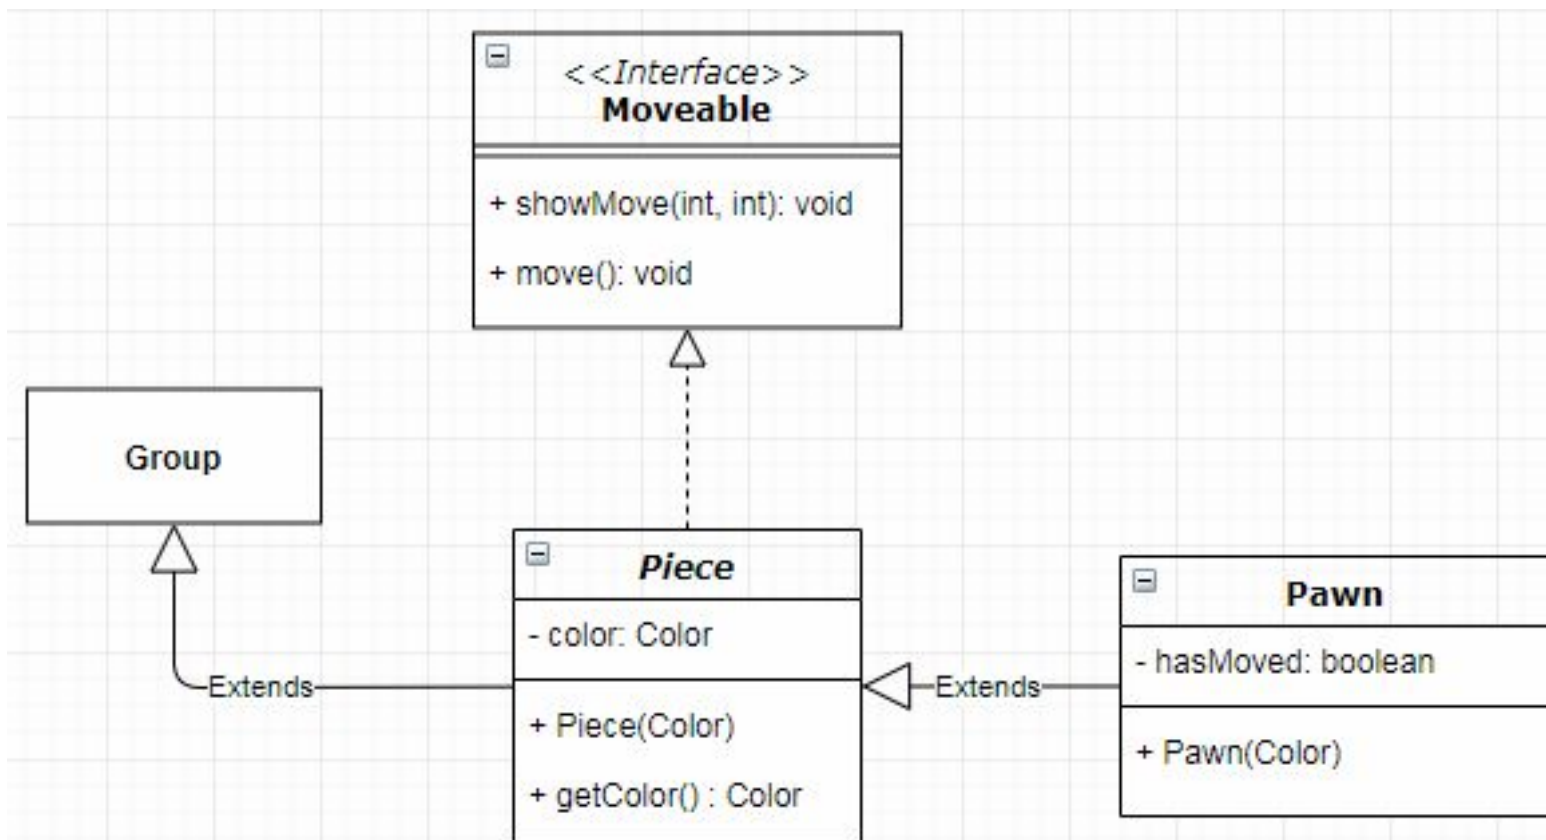 <<Interface>>
Moveable
+ showMove(int, int): void
+ move(): void
Group
Extends
Piece
- color: Color
+ Piece(Color)
+ getColor() : Color
Extends
Pawn
- hasMoved: boolean
+ Pawn(Color)